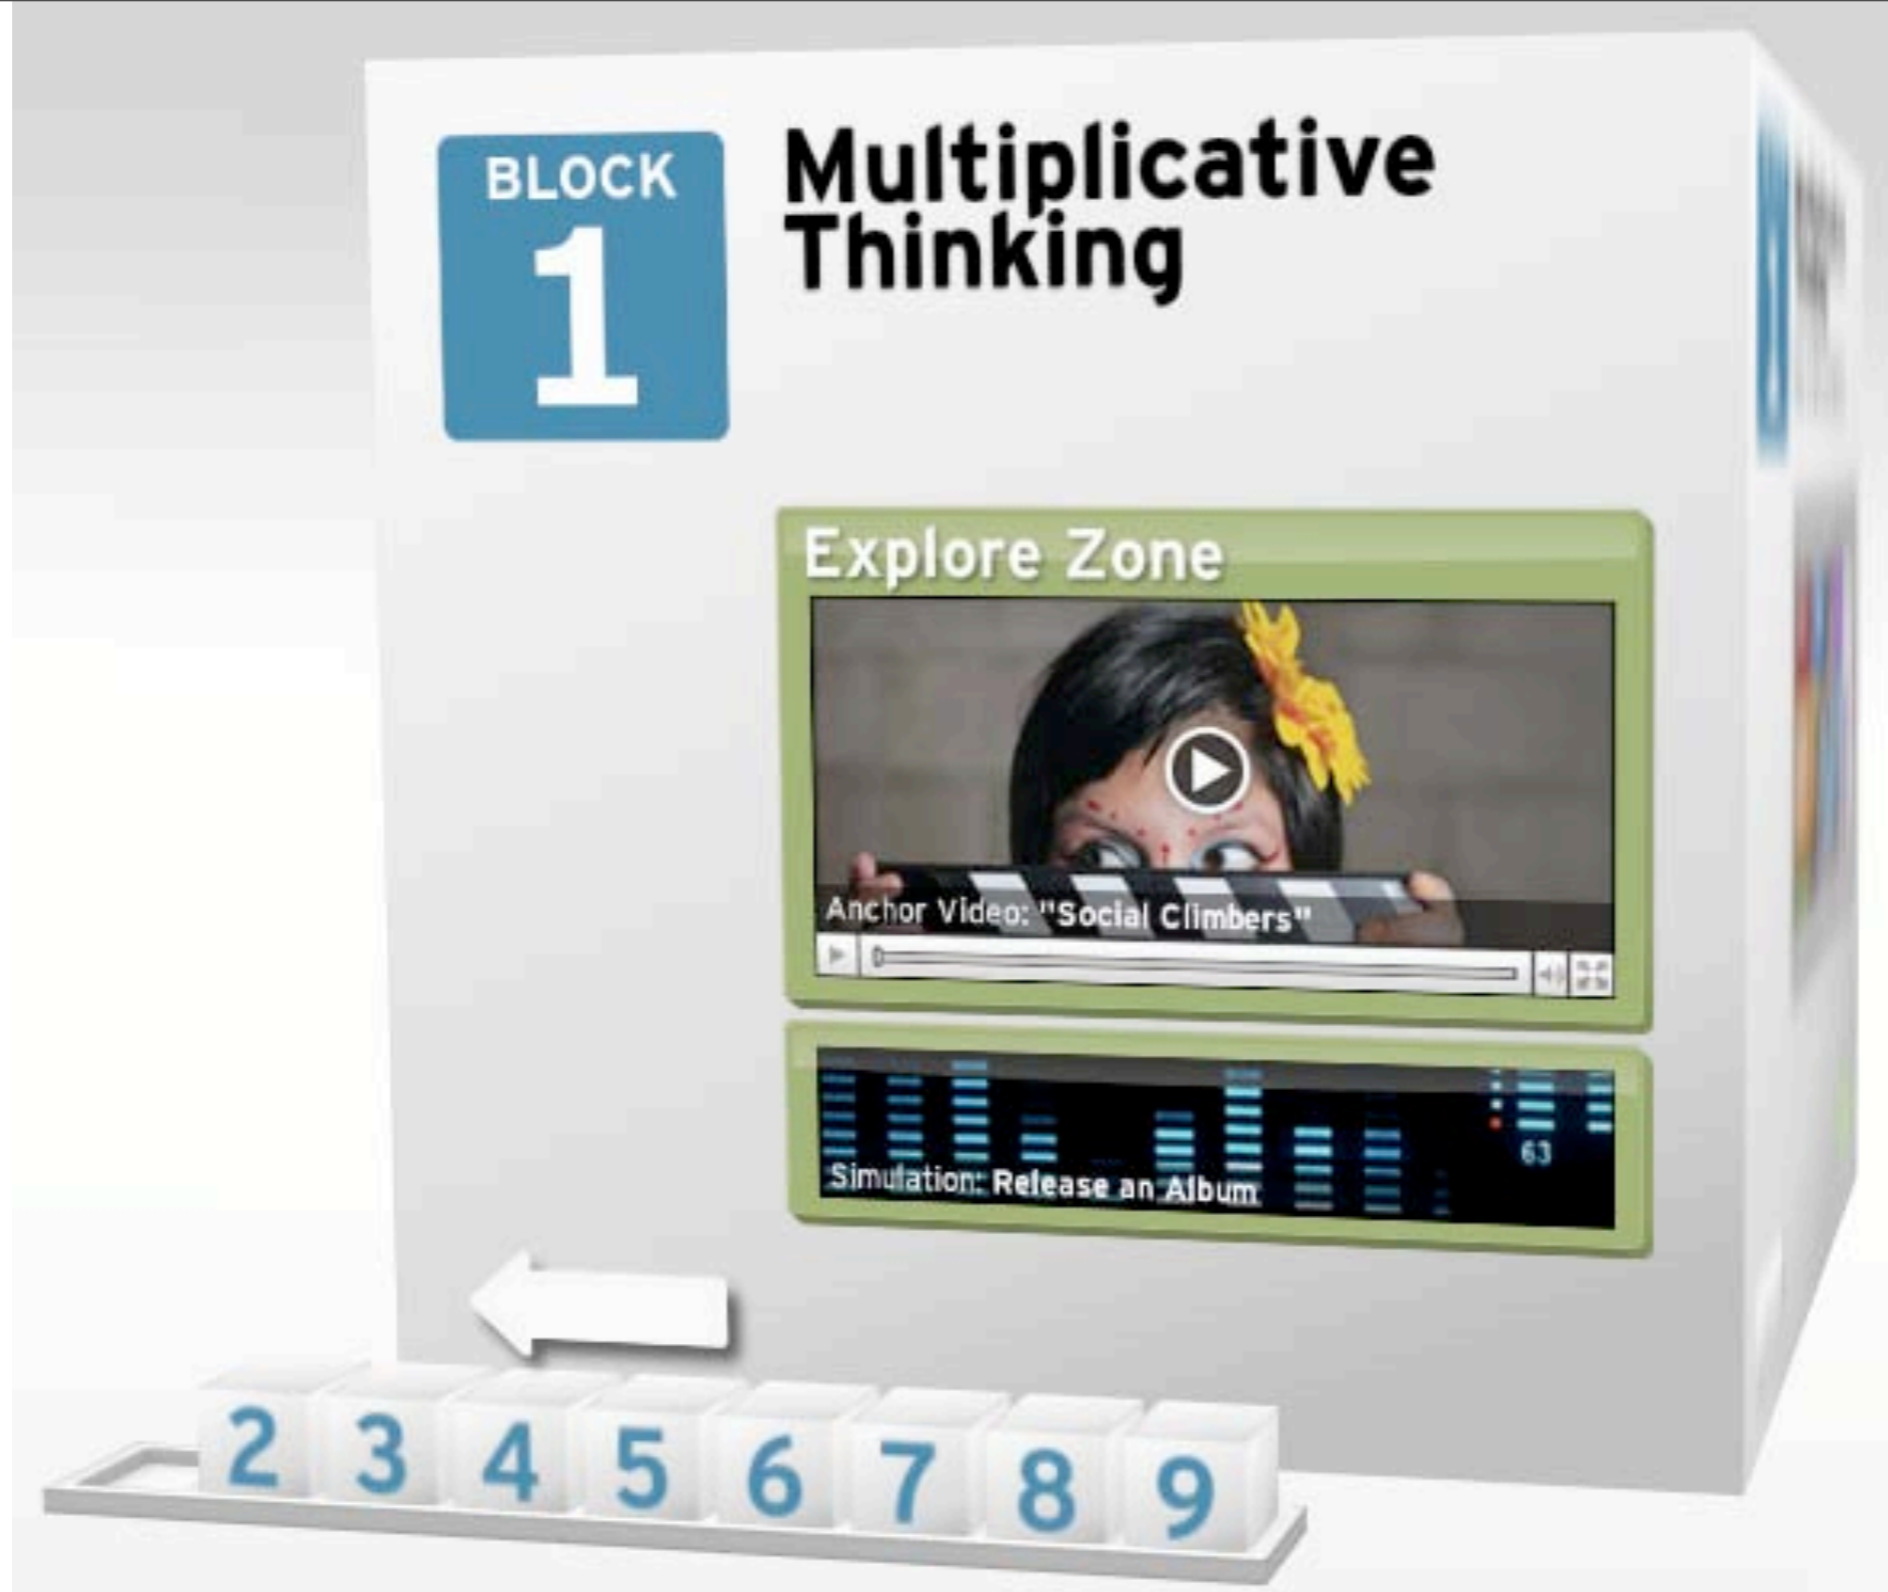 BLOCK
1
Multiplicative
Thinking
Explore Zone
Anchor Video: "Social Climbers"
63
Simulation: Release an Album
2 3 4 5 6 7 8 9